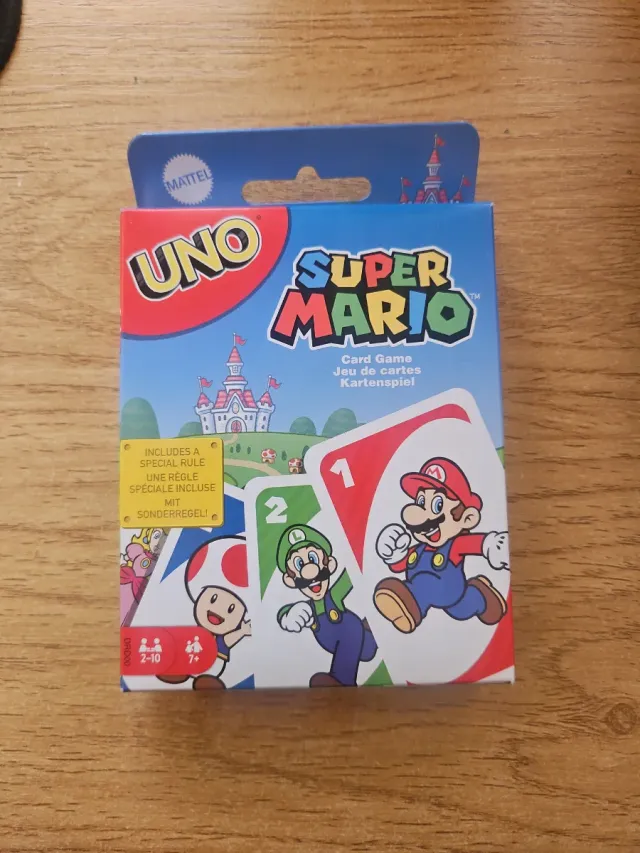 MATTEL
UNO
SUPER
MARIO™
Card Game
Jeu de cartes
Kartenspiel
INCLUDES A
SPECIAL RULE
UNE RÈGLE
SPÉCIALE INCLUSE
MIT
SONDERREGEL!
1
2
M
L
2-10
7+